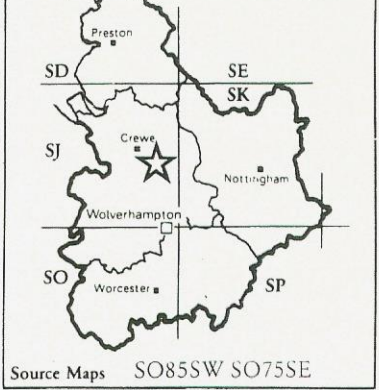 Preston
SD SE
SK
Crewe
SJ
Nottingham
Wolverhampton
SO SP
Worcester
Source Maps SO85SW SO75SE